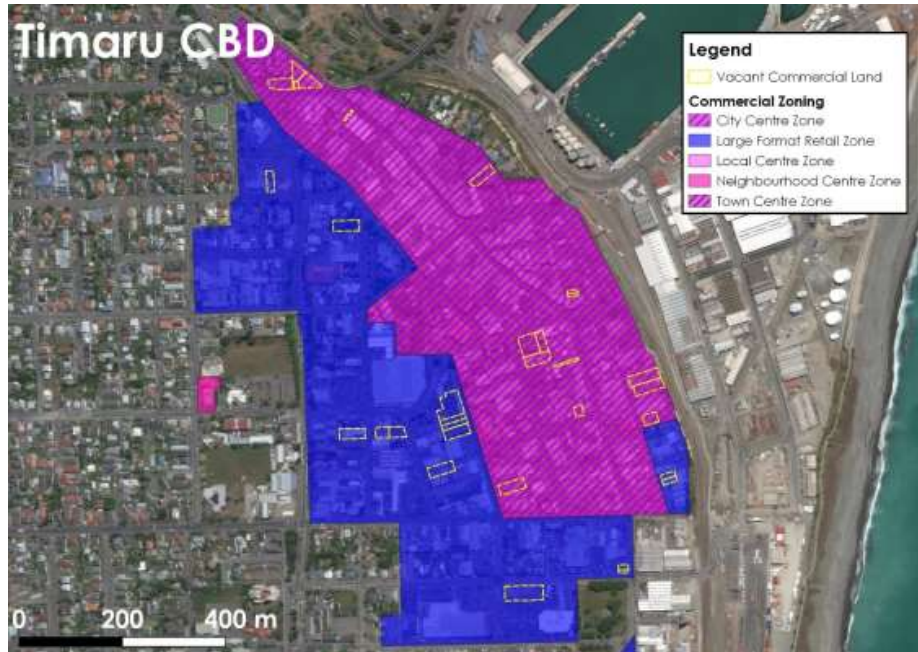 Timaru CBD
Legend
Vacant Commercial Land
Commercial Zoning
City Centre Zone
Large Format Retail Zone
Local Centre Zone
Neighbourhood Centre Zone
Town Centre Zone
0 200 400 m